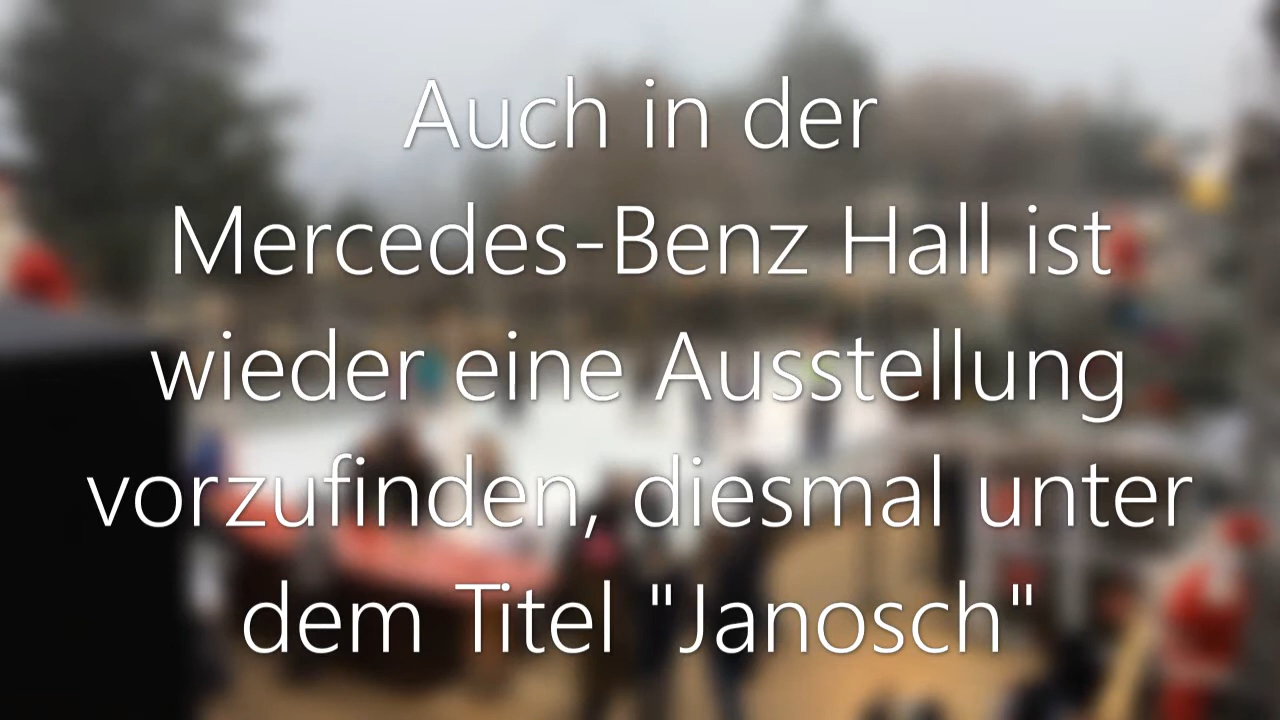 Auch in der
Mercedes-Benz Hall ist
wieder eine Ausstellung
vorzufinden, diesmal unter
dem Titel "Janosch"